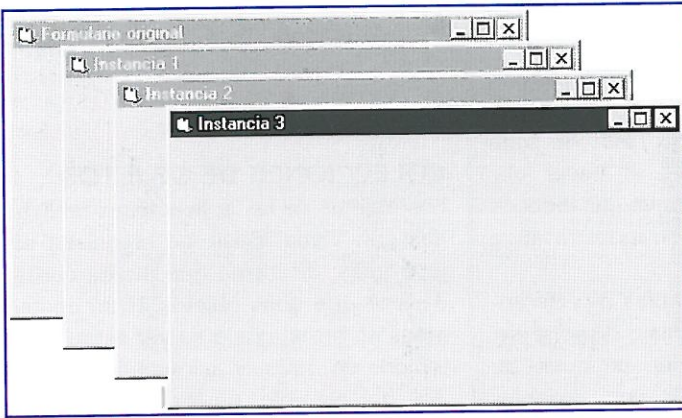 Formulario original
Instancia 1
Instancia 2
Instancia 3